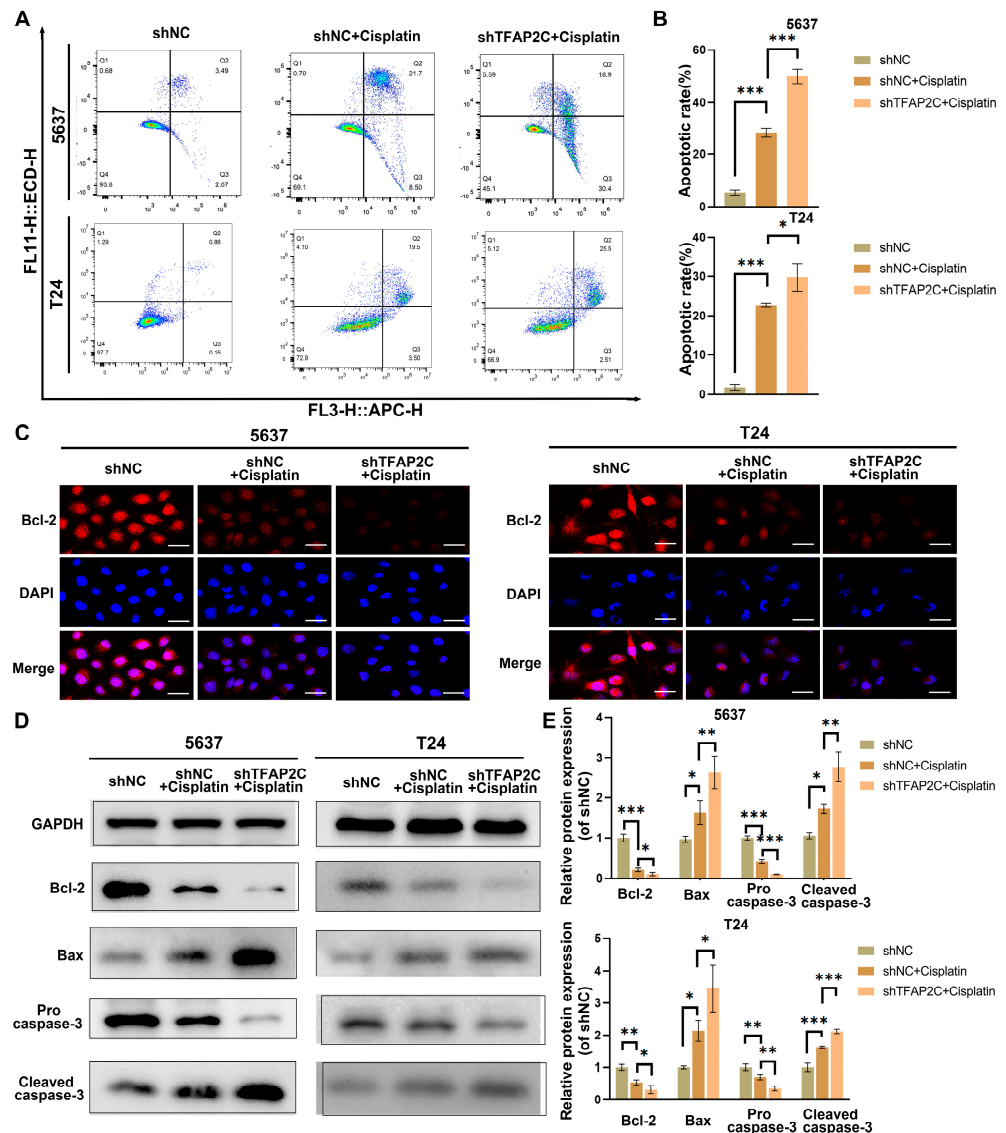 A
shNC
shNC+Cisplatin
shTFAP2C+Cisplatin
FL11-H::ECD-H
FL3-H::APC-H
5637
Q1
0.68
Q2
3.49
Q4
93.8
Q3
2.07
Q1
0.70
Q2
21.7
Q4
69.1
Q3
8.50
Q1
5.59
Q2
18.9
Q4
45.1
Q3
30.4
T24
Q1
1.29
Q2
0.86
Q4
97.7
Q3
0.15
Q1
4.10
Q2
19.5
Q4
72.9
Q3
3.50
Q1
5.12
Q2
25.5
Q4
66.9
Q3
2.51
B
5637
Apoptotic rate(%)
60
40
20
0
***
***
shNC
shNC+Cisplatin
shTFAP2C+Cisplatin
T24
Apoptotic rate(%)
40
30
20
10
0
***
*
shNC
shNC+Cisplatin
shTFAP2C+Cisplatin
C
5637
shNC
shNC
+Cisplatin
shTFAP2C
+Cisplatin
Bcl-2
DAPI
Merge
T24
shNC
shNC
+Cisplatin
shTFAP2C
+Cisplatin
Bcl-2
DAPI
Merge
D
5637
shNC
shNC
+Cisplatin
shTFAP2C
+Cisplatin
T24
shNC
shNC
+Cisplatin
shTFAP2C
+Cisplatin
GAPDH
Bcl-2
Bax
Pro
caspase-3
Cleaved
caspase-3
E
5637
Relative protein expression
(of shNC)
4
3
2
1
0
***
*
*
**
***
***
*
**
Bcl-2
Bax
Pro
caspase-3
Cleaved
caspase-3
shNC
shNC+Cisplatin
shTFAP2C+Cisplatin
T24
Relative protein expression
(of shNC)
5
4
3
2
1
0
**
*
*
*
**
**
***
***
Bcl-2
Bax
Pro
caspase-3
Cleaved
caspase-3
shNC
shNC+Cisplatin
shTFAP2C+Cisplatin